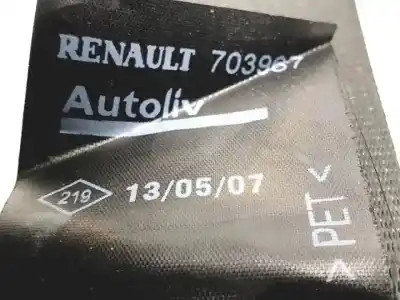 RENAULT 703967
Autoliv
219 13/05/07
>PET<